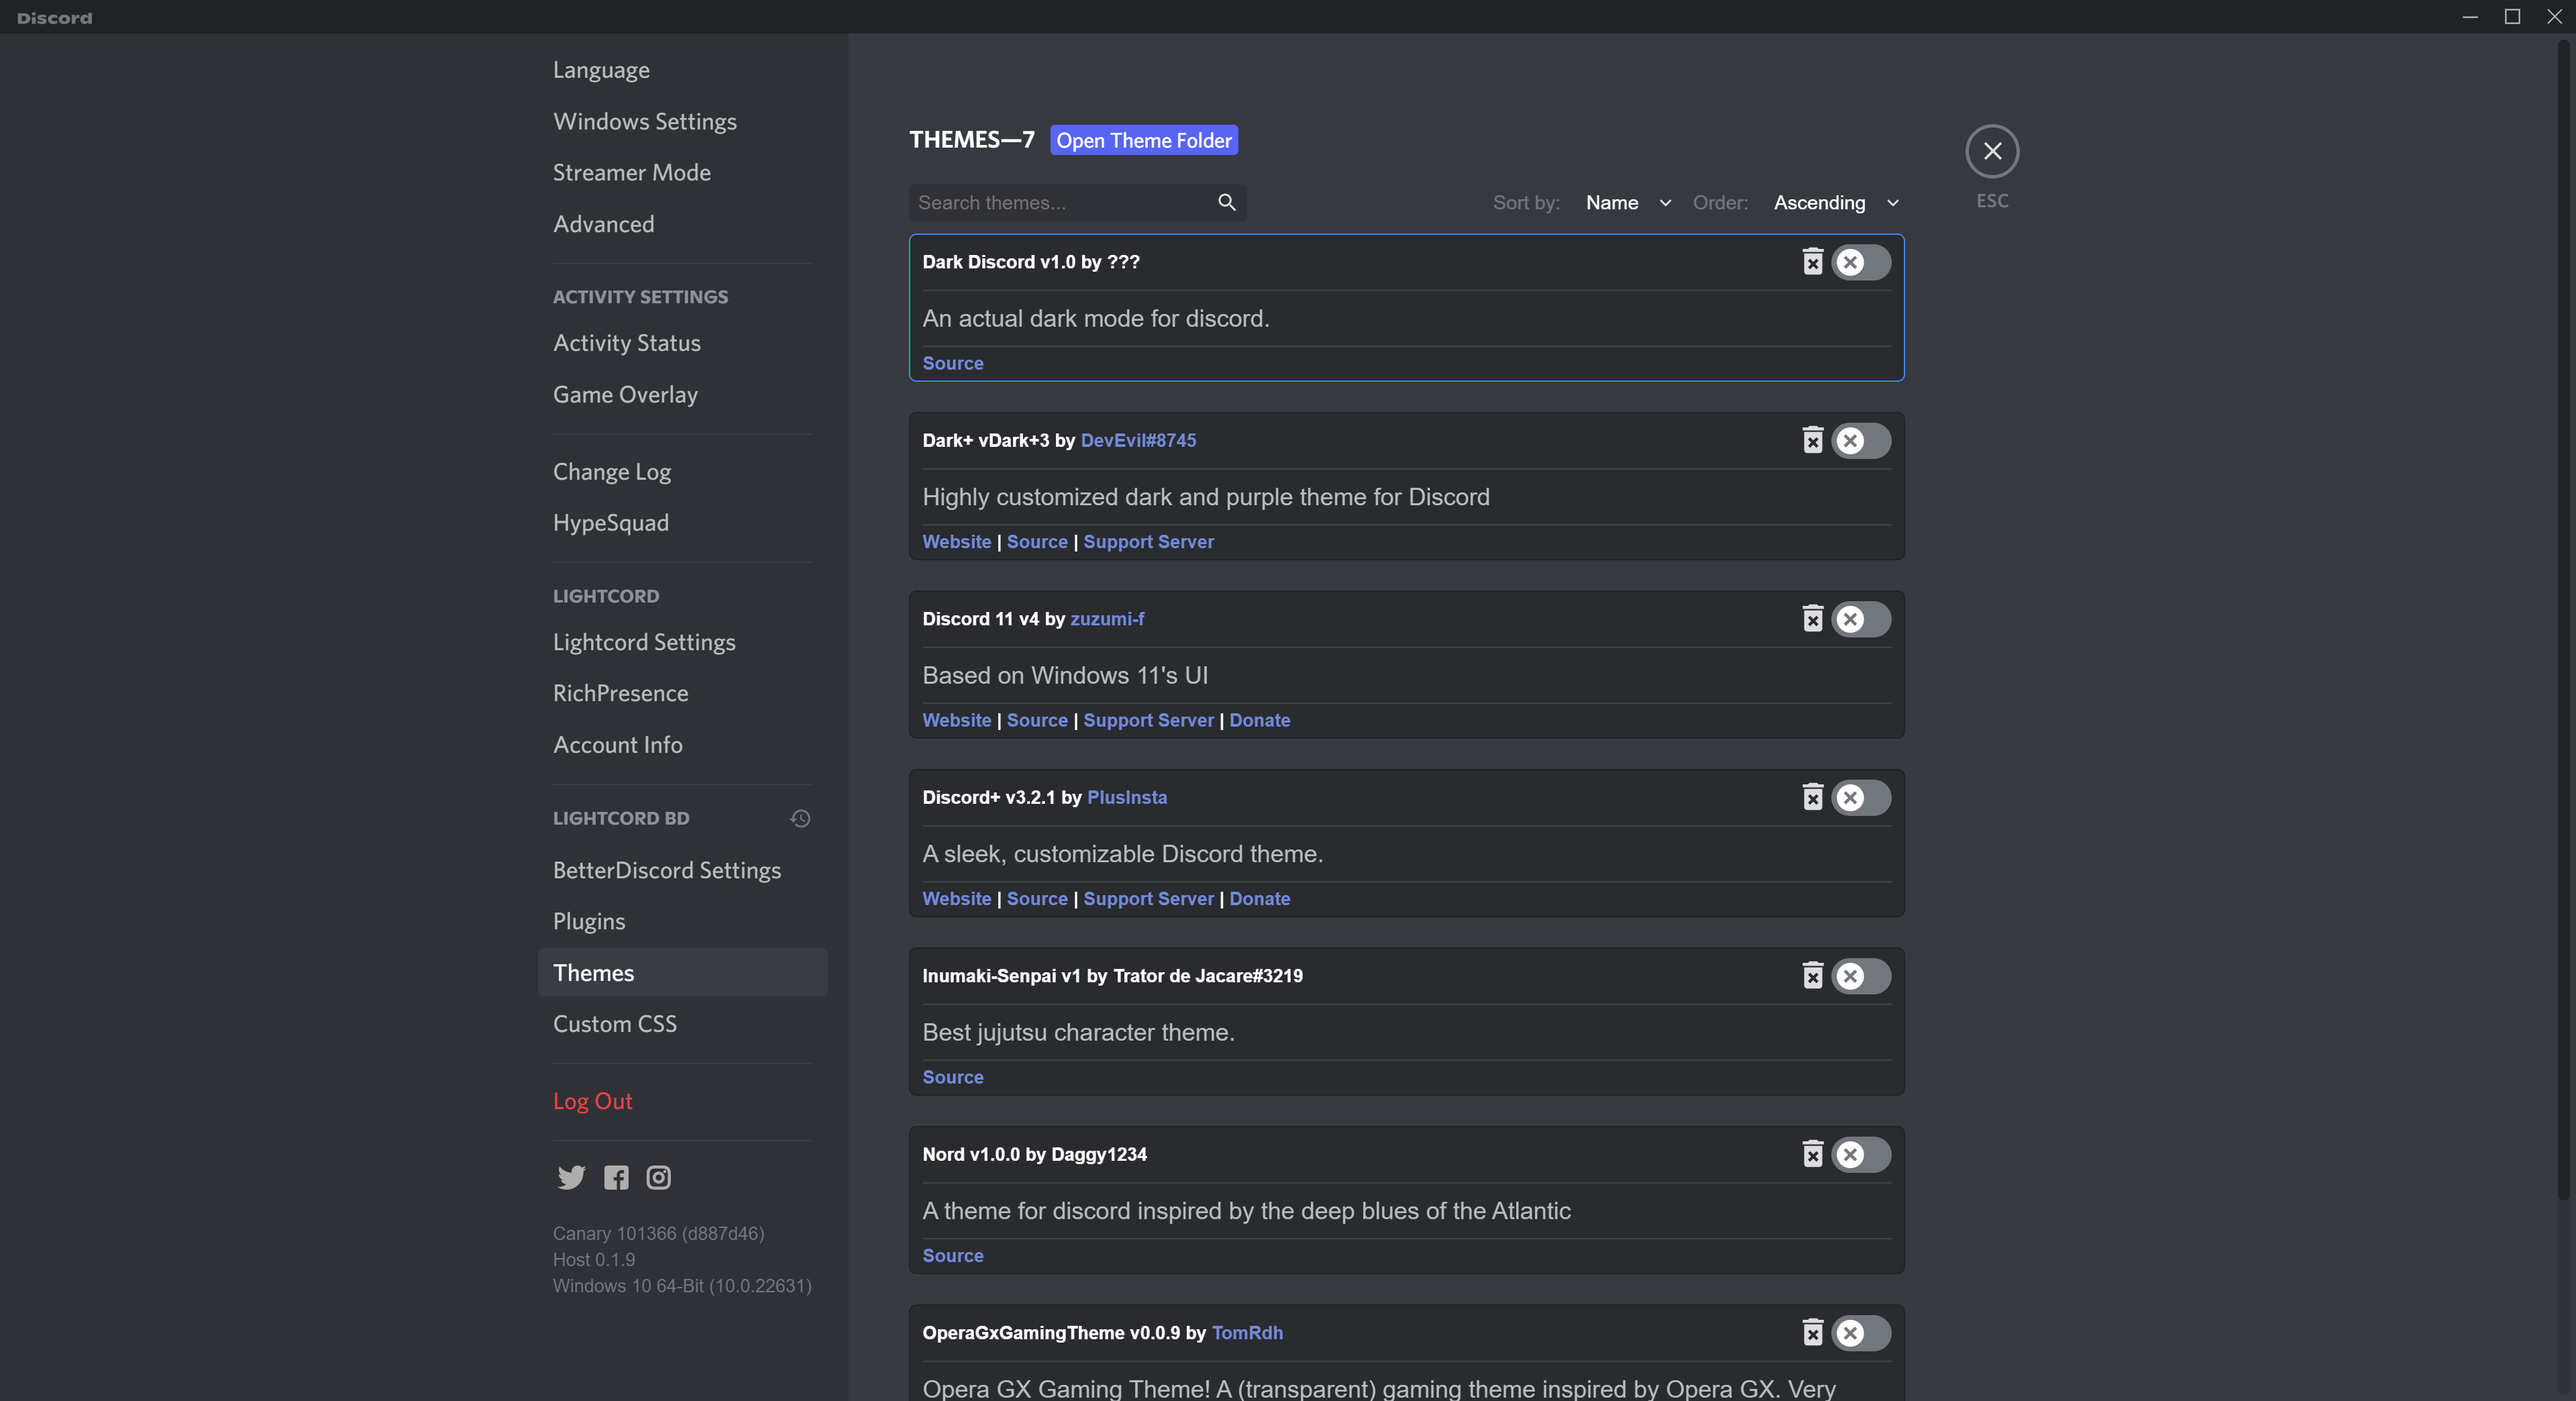 Discord
Language
Windows Settings
Streamer Mode
Advanced
ACTIVITY SETTINGS
Activity Status
Game Overlay
Change Log
HypeSquad
LIGHTCORD
Lightcord Settings
RichPresence
Account Info
LIGHTCORD BD
BetterDiscord Settings
Plugins
Themes
Custom CSS
Log Out
Canary 101366 (d887d46)
Host 0.1.9
Windows 10 64-Bit (10.0.22631)
THEMES—7 Open Theme Folder
Search themes... Sort by: Name Order: Ascending
ESC
Dark Discord v1.0 by ???
An actual dark mode for discord.
Source
Dark+ vDark+3 by DevEvil#8745
Highly customized dark and purple theme for Discord
Website | Source | Support Server
Discord 11 v4 by zuzumi-f
Based on Windows 11's UI
Website | Source | Support Server | Donate
Discord+ v3.2.1 by PlusInsta
A sleek, customizable Discord theme.
Website | Source | Support Server | Donate
Inumaki-Senpai v1 by Trator de Jacare#3219
Best jujutsu character theme.
Source
Nord v1.0.0 by Daggy1234
A theme for discord inspired by the deep blues of the Atlantic
Source
OperaGxGamingTheme v0.0.9 by TomRdh
Opera GX Gaming Theme! A (transparent) gaming theme inspired by Opera GX. Very